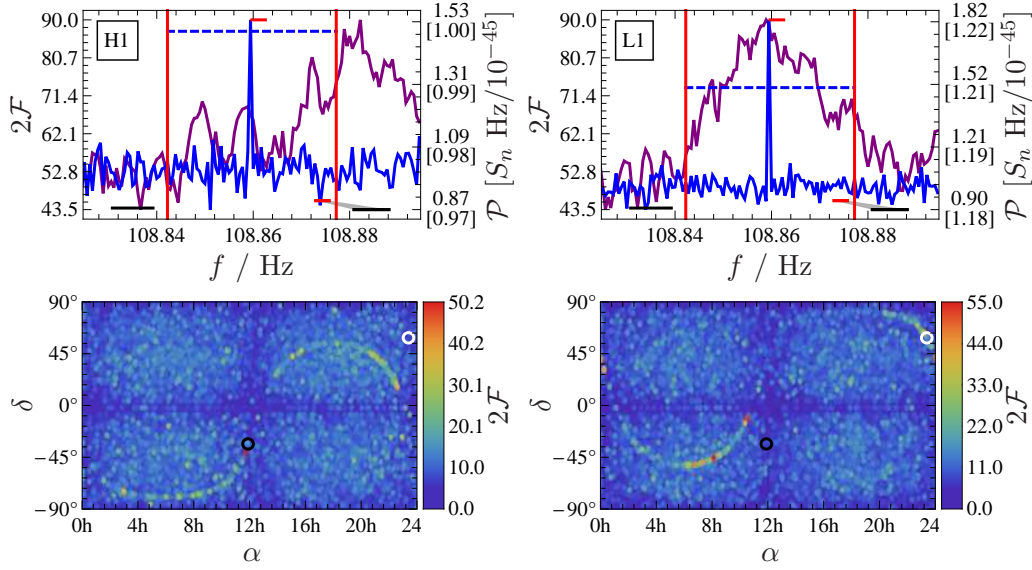 H1
2ℱ
90.0
80.7
71.4
62.1
52.8
43.5
1.53
[1.00]
1.31
[0.99]
1.09
[0.98]
0.87
[0.97]
𝒫 [Sₙ Hz/10⁻⁴⁵]
108.84 108.86 108.88
f / Hz
L1
2ℱ
90.0
80.7
71.4
62.1
52.8
43.5
1.82
[1.22]
1.52
[1.21]
1.21
[1.19]
0.90
[1.18]
𝒫 [Sₙ Hz/10⁻⁴⁵]
108.84 108.86 108.88
f / Hz
δ
90°
45°
0°
−45°
−90°
0h 4h 8h 12h 16h 20h 24
α
50.2
40.1
30.1
20.1
10.0
0.0
2ℱ
δ
90°
45°
0°
−45°
−90°
0h 4h 8h 12h 16h 20h 24
α
55.0
44.0
33.0
22.0
11.0
0.0
2ℱ